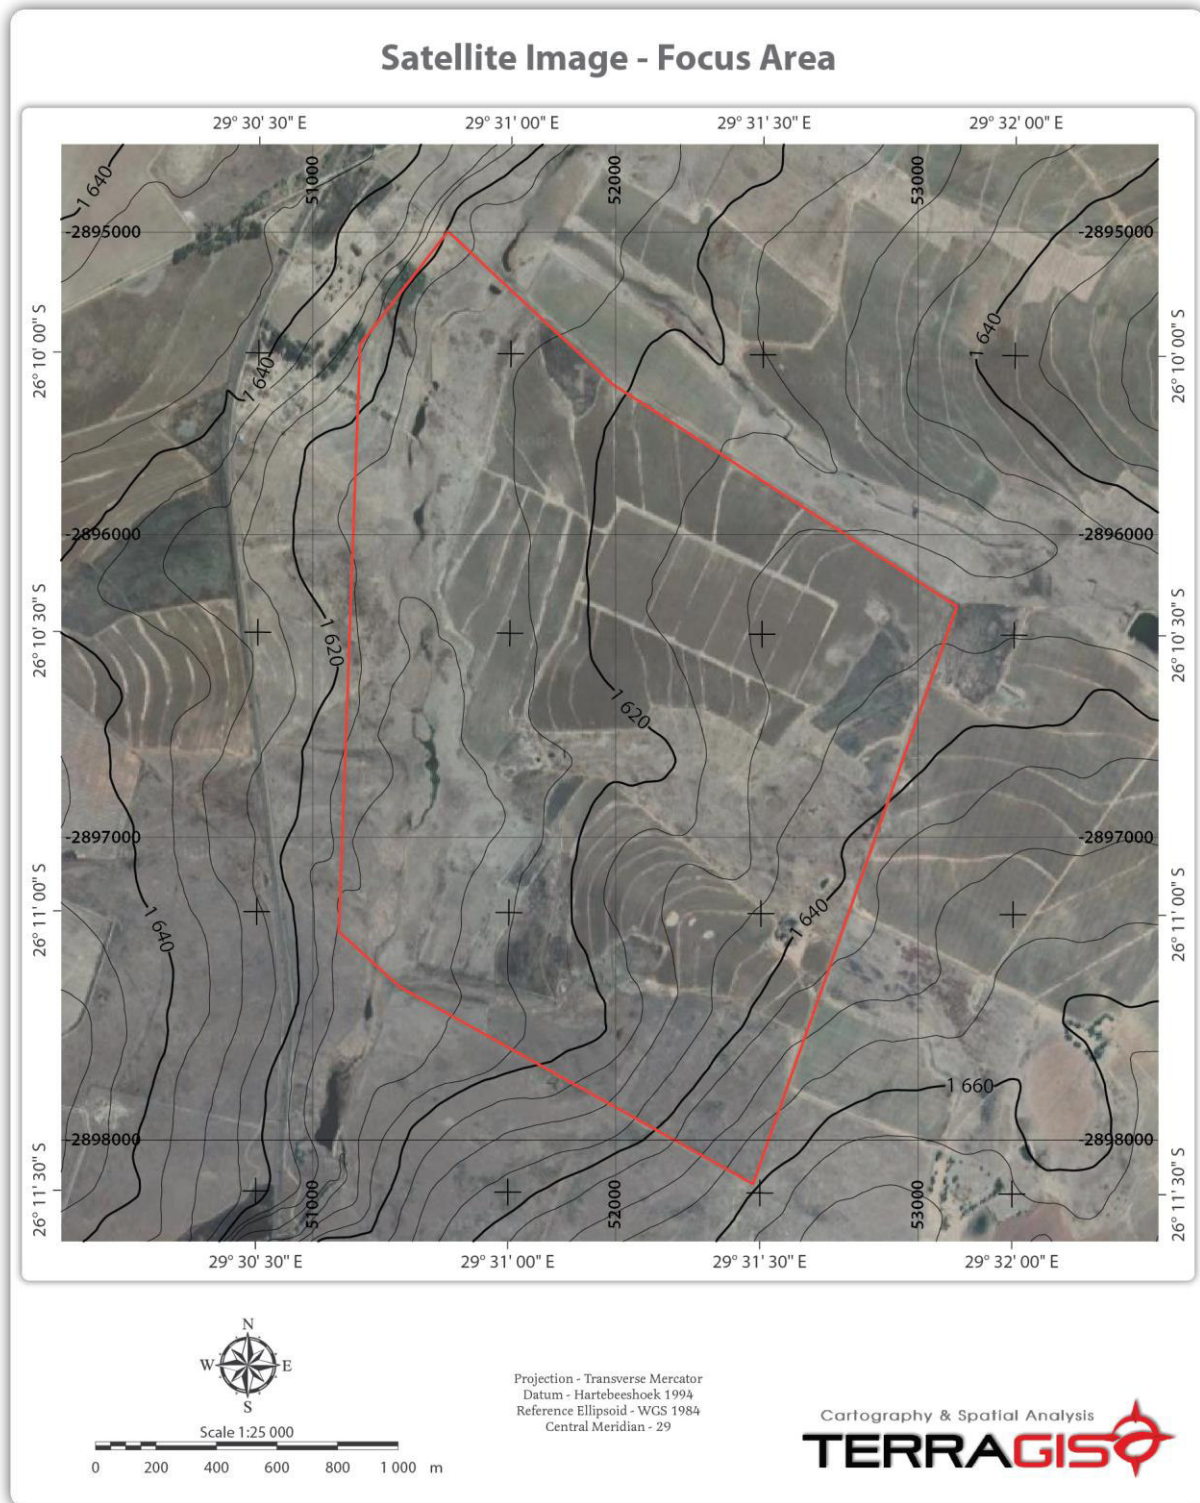 Satellite Image - Focus Area
29° 30' 30" E
29° 31' 00" E
29° 31' 30" E
29° 32' 00" E
51000
52000
53000
1 640
-2895000
-2895000
26° 10' 00" S
1 640
1 640
26° 10' 00" S
-2896000
-2896000
26° 10' 30" S
1 620
1 620
26° 10' 30" S
-2897000
-2897000
26° 11' 00" S
1 640
1 640
26° 11' 00" S
1 660
-2898000
-2898000
26° 11' 30" S
26° 11' 30" S
51000
52000
53000
29° 30' 30" E
29° 31' 00" E
29° 31' 30" E
29° 32' 00" E
N
W
E
S
Scale 1:25 000
0 200 400 600 800 1 000 m
Projection - Transverse Mercator
Datum - Hartebeeshoek 1994
Reference Ellipsoid - WGS 1984
Central Meridian - 29
Cartography & Spatial Analysis
TERRAGIS